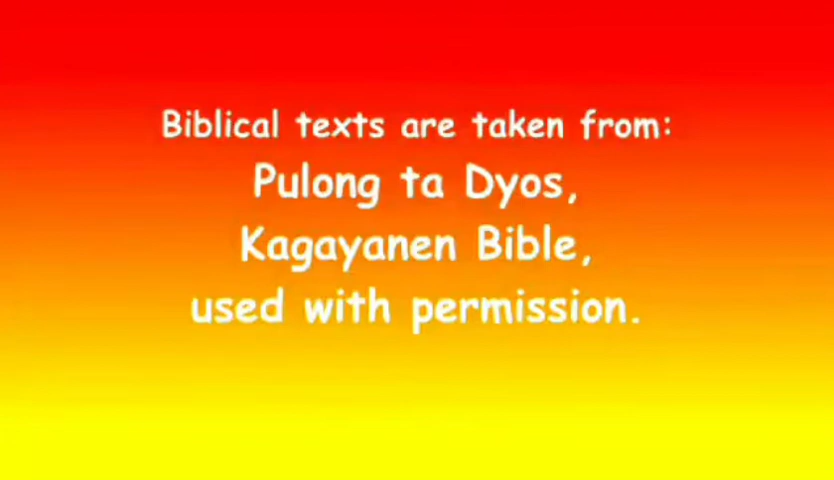 Biblical texts are taken from:
Pulong ta Dyos,
Kagayanen Bible,
used with permission.